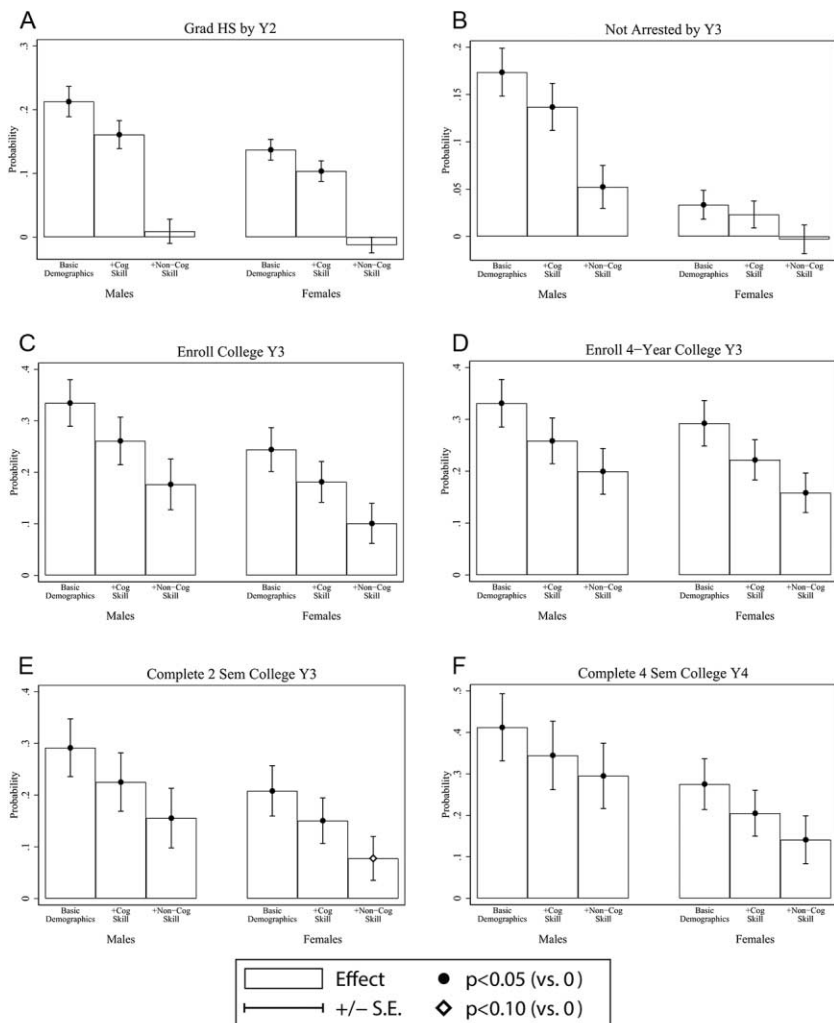 A
Grad HS by Y2
Probability
.3
.2
.1
0
Basic Demographics
+Cog Skill
+Non−Cog Skill
Basic Demographics
+Cog Skill
+Non−Cog Skill
Males
Females
B
Not Arrested by Y3
Probability
.2
.15
.1
.05
0
Basic Demographics
+Cog Skill
+Non−Cog Skill
Basic Demographics
+Cog Skill
+Non−Cog Skill
Males
Females
C
Enroll College Y3
Probability
.4
.3
.2
.1
0
Basic Demographics
+Cog Skill
+Non−Cog Skill
Basic Demographics
+Cog Skill
+Non−Cog Skill
Males
Females
D
Enroll 4−Year College Y3
Probability
.4
.3
.2
.1
0
Basic Demographics
+Cog Skill
+Non−Cog Skill
Basic Demographics
+Cog Skill
+Non−Cog Skill
Males
Females
E
Complete 2 Sem College Y3
Probability
.4
.3
.2
.1
0
Basic Demographics
+Cog Skill
+Non−Cog Skill
Basic Demographics
+Cog Skill
+Non−Cog Skill
Males
Females
F
Complete 4 Sem College Y4
Probability
.5
.4
.3
.2
.1
0
Basic Demographics
+Cog Skill
+Non−Cog Skill
Basic Demographics
+Cog Skill
+Non−Cog Skill
Males
Females
Effect
p<0.05 (vs. 0)
+/− S.E.
p<0.10 (vs. 0)